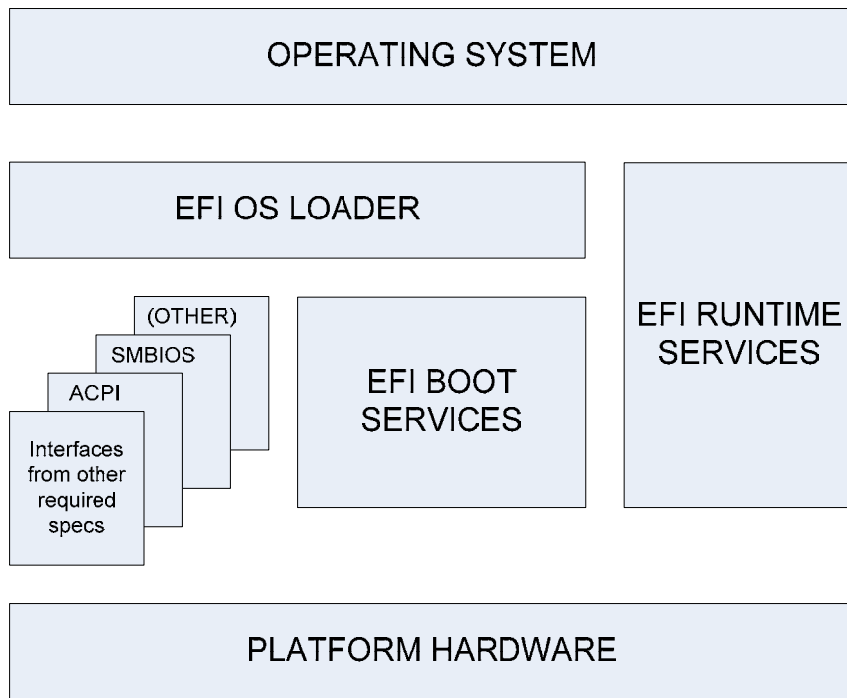 OPERATING SYSTEM
EFI OS LOADER
EFI RUNTIME
SERVICES
(OTHER)
SMBIOS
ACPI
Interfaces
from other
required
specs
EFI BOOT
SERVICES
PLATFORM HARDWARE